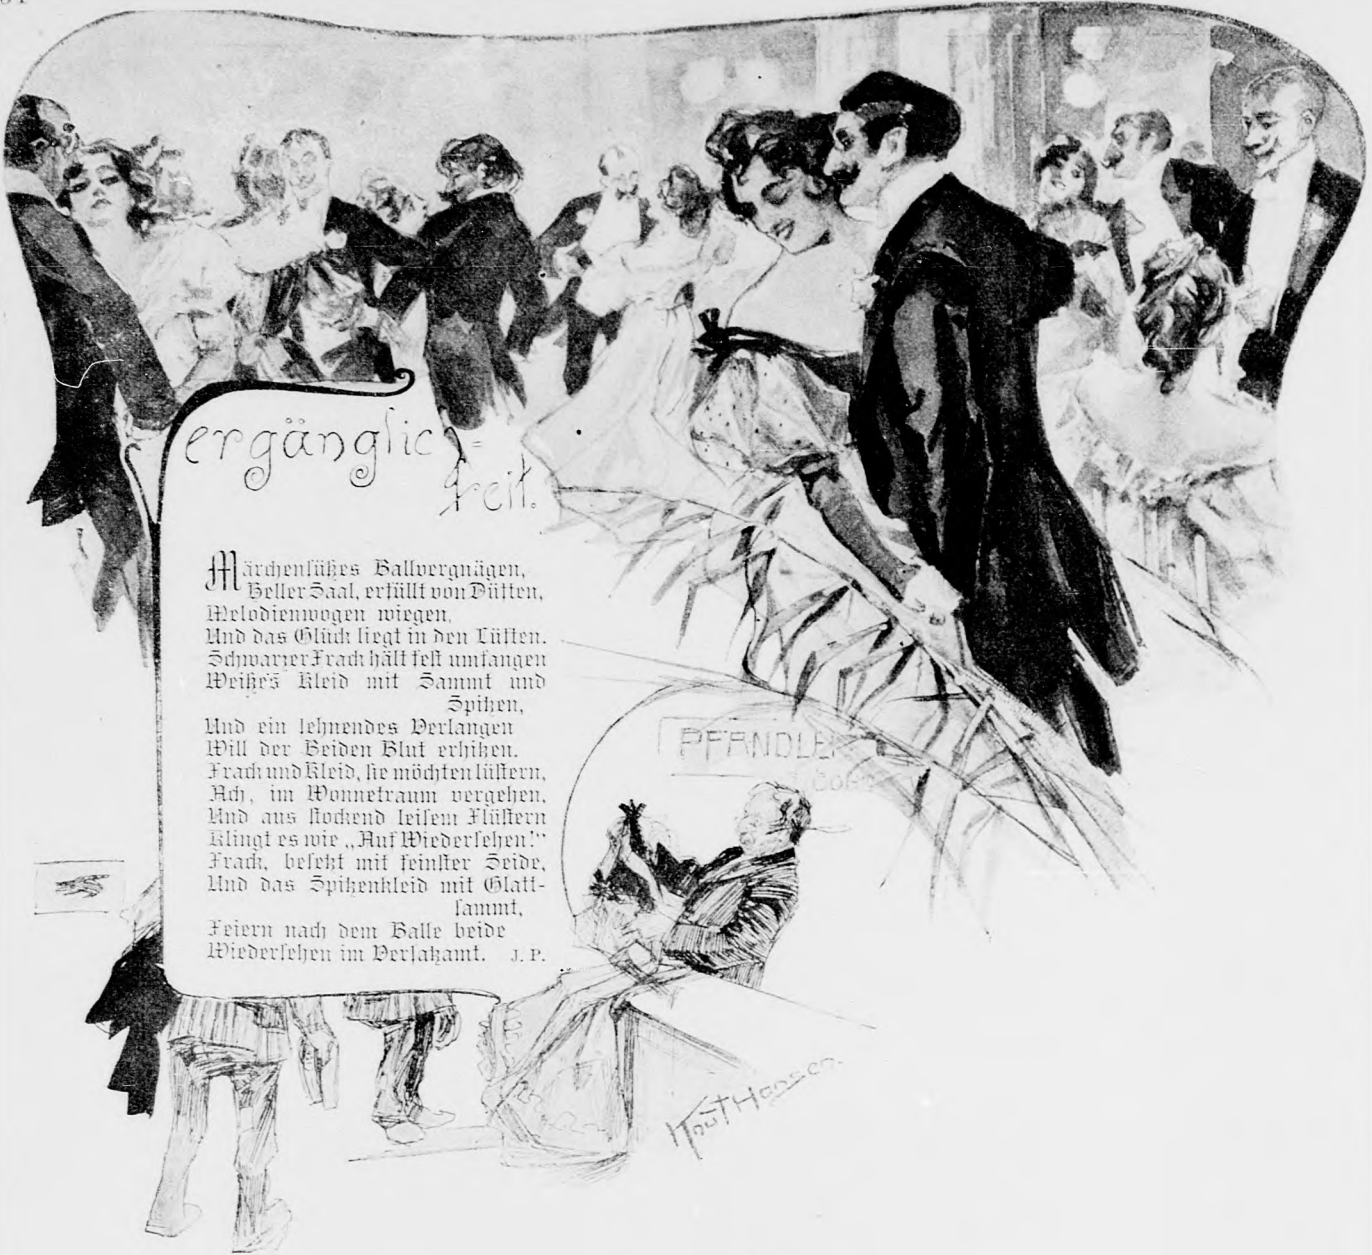 Vergänglich=
keit.
Märchensüßes Ballvergnügen,
Heller Saal, erfüllt von Düften,
Melodienwogen wiegen,
Und das Glück liegt in den Lüften.
Schwarzer Frack hält fest umfangen
Weißes Kleid mit Sammt und
Spitzen,
Und ein sehnendes Verlangen
Will der Beiden Blut erhitzen.
Frack und Kleid, sie möchten lüstern,
Ach, im Wonnetraum vergehen,
Und aus stockend leisem Flüstern
Klingt es wie „Auf Wiedersehen!“
Frack, besetzt mit feinster Seide,
Und das Spitzenkleid mit Glatt-
sammt,
Feiern nach dem Balle beide
Wiedersehen im Versatzamt. J. P.
PFANDLEI
Knut Hansen.